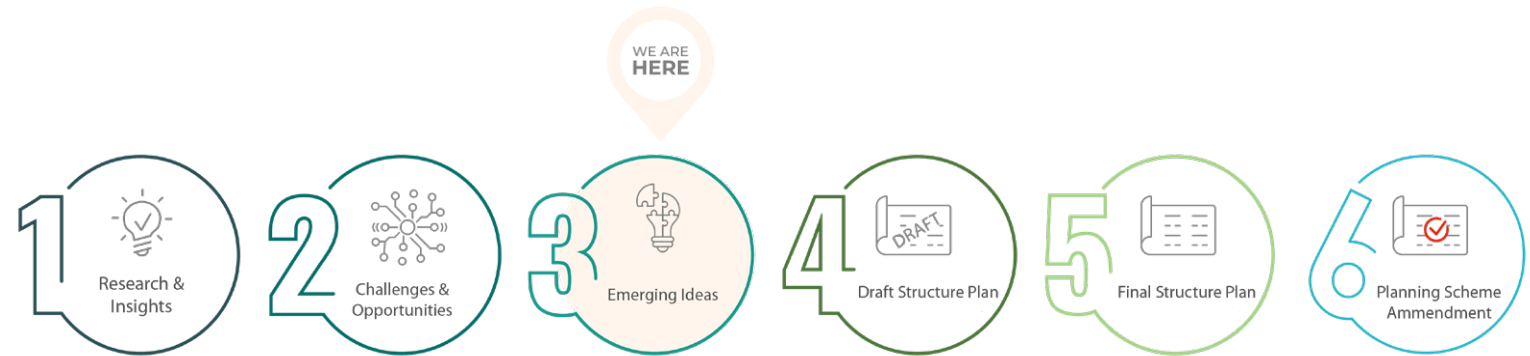 WE ARE
HERE
1
Research &
Insights
2
Challenges &
Opportunities
3
Emerging Ideas
4
DRAFT
Draft Structure Plan
5
Final Structure Plan
6
Planning Scheme
Ammendment